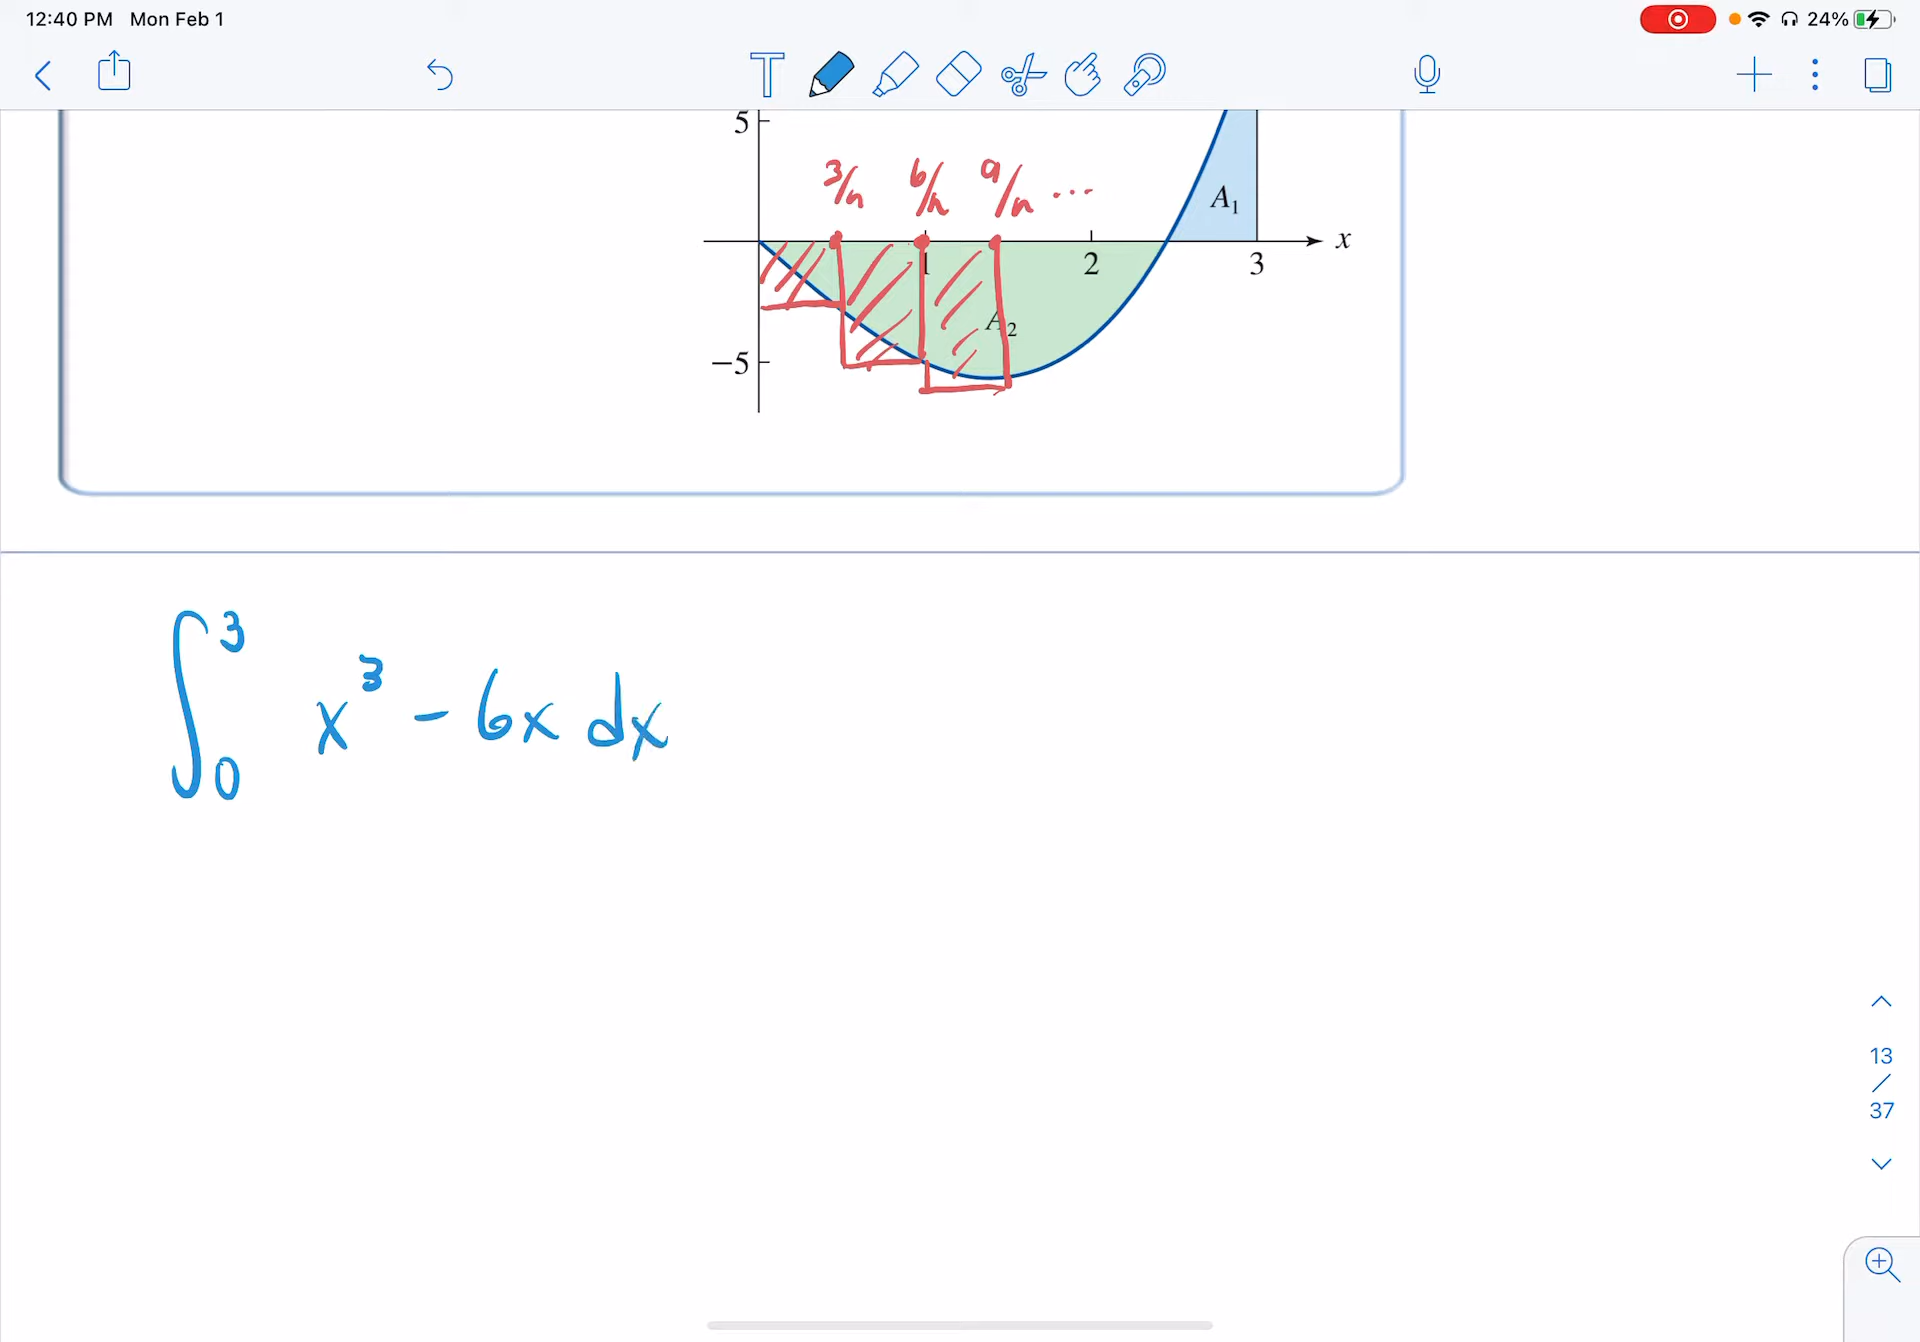 12:40 PM Mon Feb 1
24%
T
5
3/n 6/n 9/n ...
A₁
x
1 2 3
A₂
−5
∫₀³ x³ − 6x dx
13
/
37